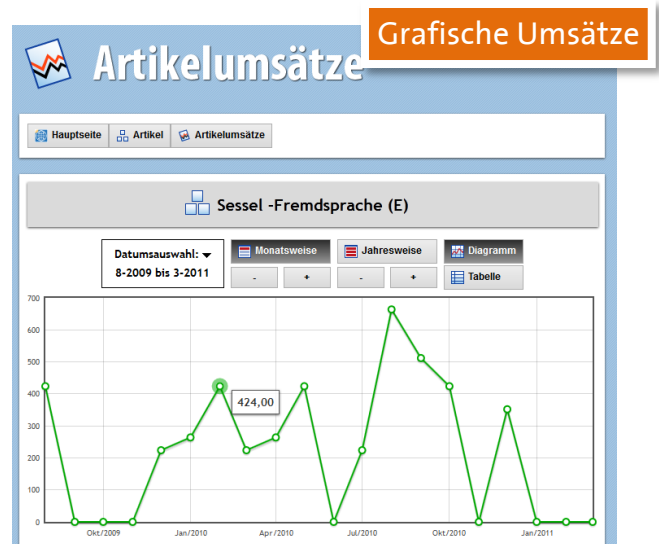 Grafische Umsätze
Artikelumsätze
Hauptseite Artikel Artikelumsätze
Sessel -Fremdsprache (E)
Datumsauswahl:
8-2009 bis 3-2011
Monatsweise Jahresweise Diagramm
- + - + Tabelle
700
600
500
400
424,00
300
200
100
0
Okt/2009 Jan/2010 Apr/2010 Jul/2010 Okt/2010 Jan/2011